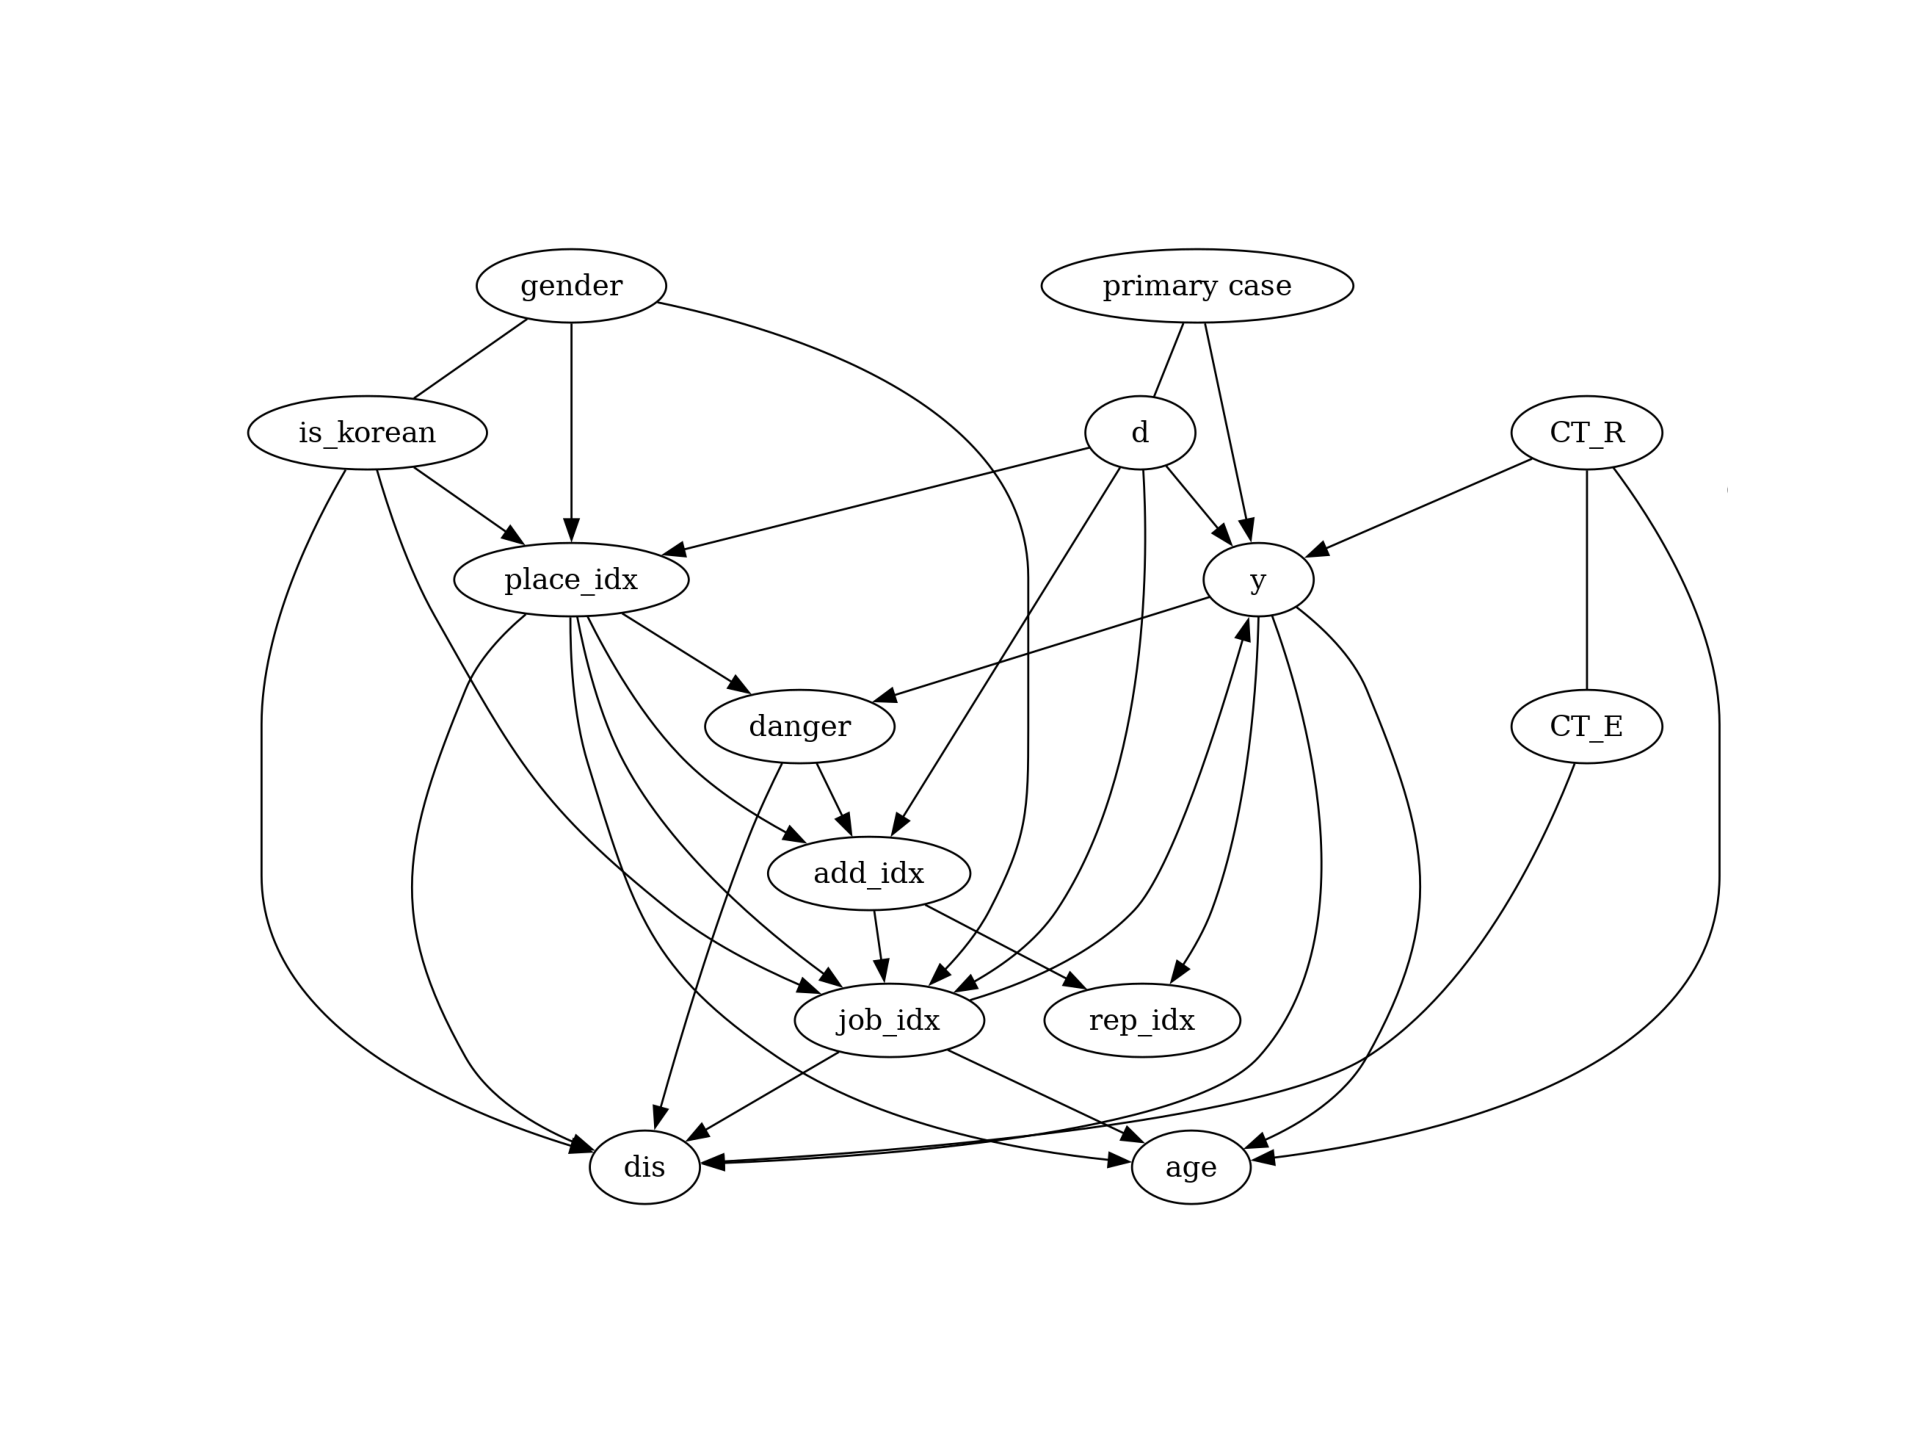 gender
primary case
is_korean
d
CT_R
place_idx
y
danger
CT_E
add_idx
job_idx
rep_idx
dis
age